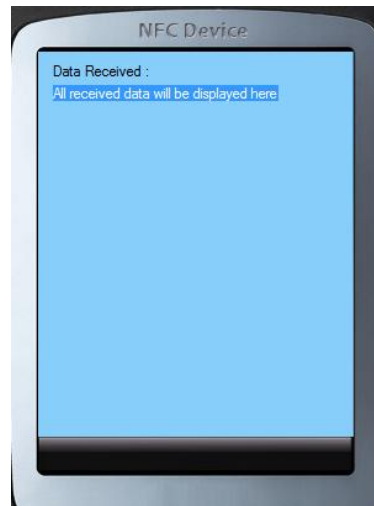 NFC Device
Data Received :
All received data will be displayed here